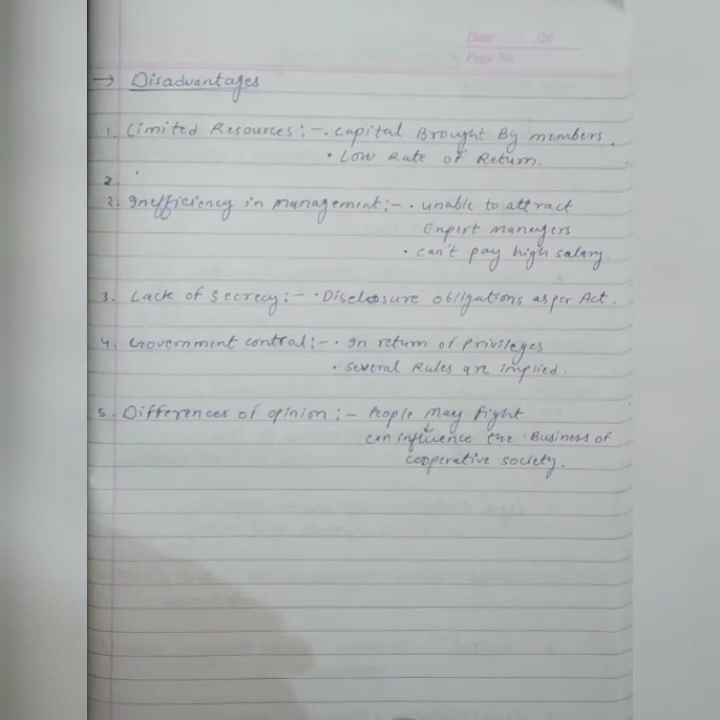 Date / /20
Page No.
→ Disadvantages
1. Limited Resources :- • Capital Brought By members.
• Low Rate of Return.
2.
2. Inefficiency in management :- • unable to attract
Expert managers
• can't pay high salary.
3. Lack of Secrecy :- • Disclosure obligations as per Act.
4. Government control :- • In return of Privileges
• Several Rules are implied.
5. Differences of opinion :- People may fight
↓
can influence the Business of
cooperative society.